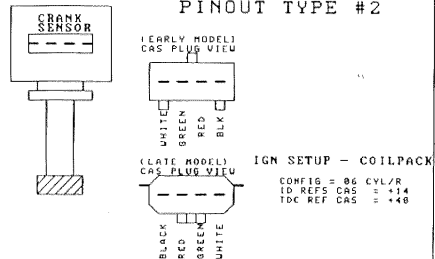 PINOUT TYPE #2
CRANK
SENSOR
(EARLY MODEL)
CAS PLUG VIEW
WHITE
GREEN
RED
BLK
(LATE MODEL)
CAS PLUG VIEW
BLACK
RED
GREEN
WHITE
IGN SETUP - COILPACK
CONFIG = 06 CYL/R
ID REFS CAS = +14
TDC REF CAS = +40